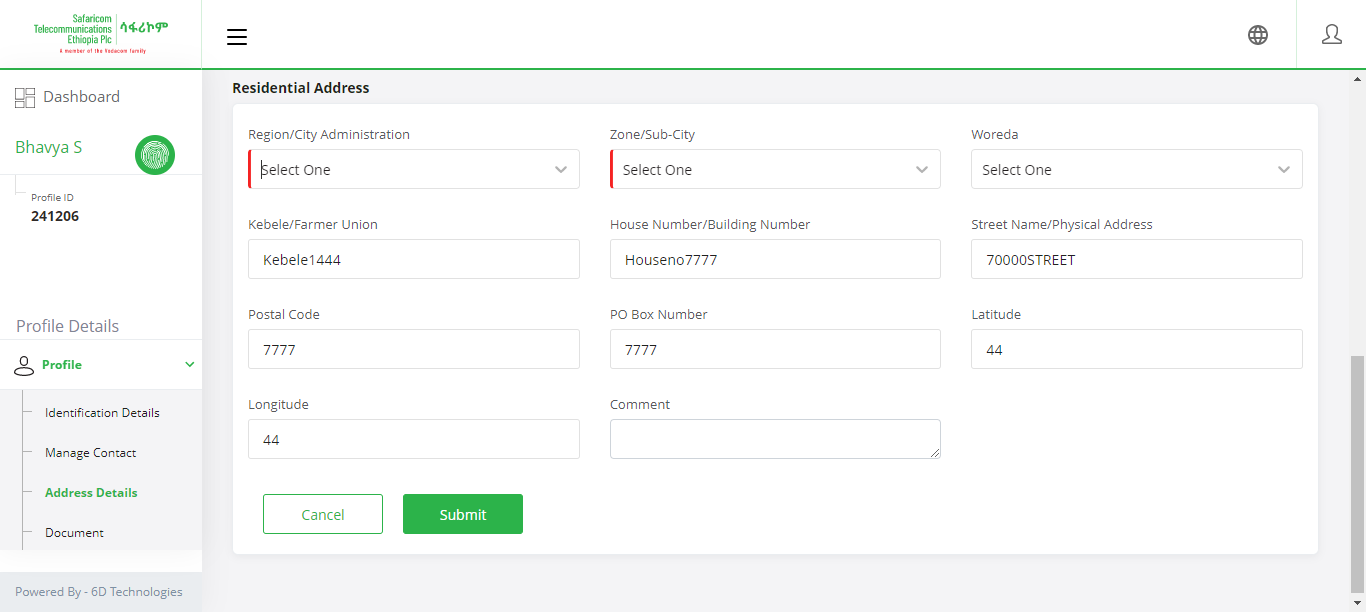 Safaricom
Telecommunications
Ethiopia Plc
ሳፋሪኮም
A member of the Vodacom family
Dashboard
Bhavya S
Profile ID
241206
Profile Details
Profile
Identification Details
Manage Contact
Address Details
Document
Powered By - 6D Technologies
Residential Address
Region/City Administration
Zone/Sub-City
Woreda
Select One
Select One
Select One
Kebele/Farmer Union
House Number/Building Number
Street Name/Physical Address
Kebele1444
Houseno7777
70000STREET
Postal Code
PO Box Number
Latitude
7777
7777
44
Longitude
Comment
44
Cancel
Submit